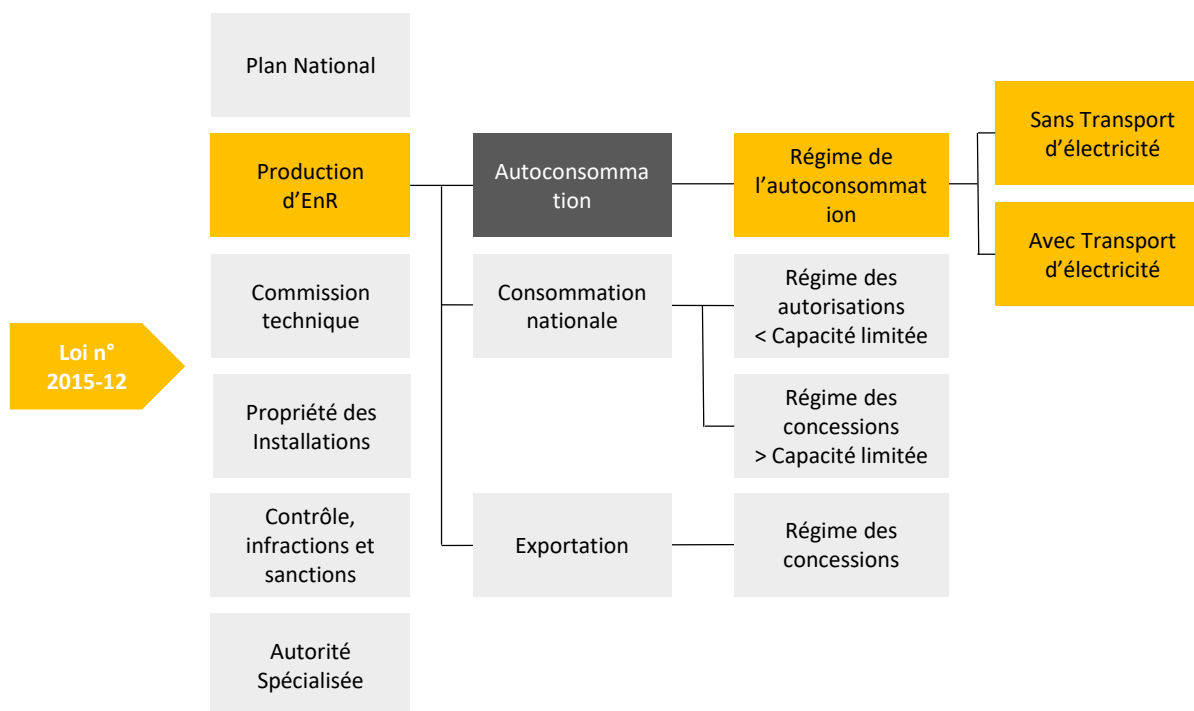 Plan National
Production
d'EnR
Commission
technique
Propriété des
Installations
Contrôle,
infractions et
sanctions
Autorité
Spécialisée
Loi n°
2015-12
Autoconsomma
tion
Consommation
nationale
Exportation
Régime de
l'autoconsommat
ion
Régime des
autorisations
< Capacité limitée
Régime des
concessions
> Capacité limitée
Régime des
concessions
Sans Transport
d'électricité
Avec Transport
d'électricité